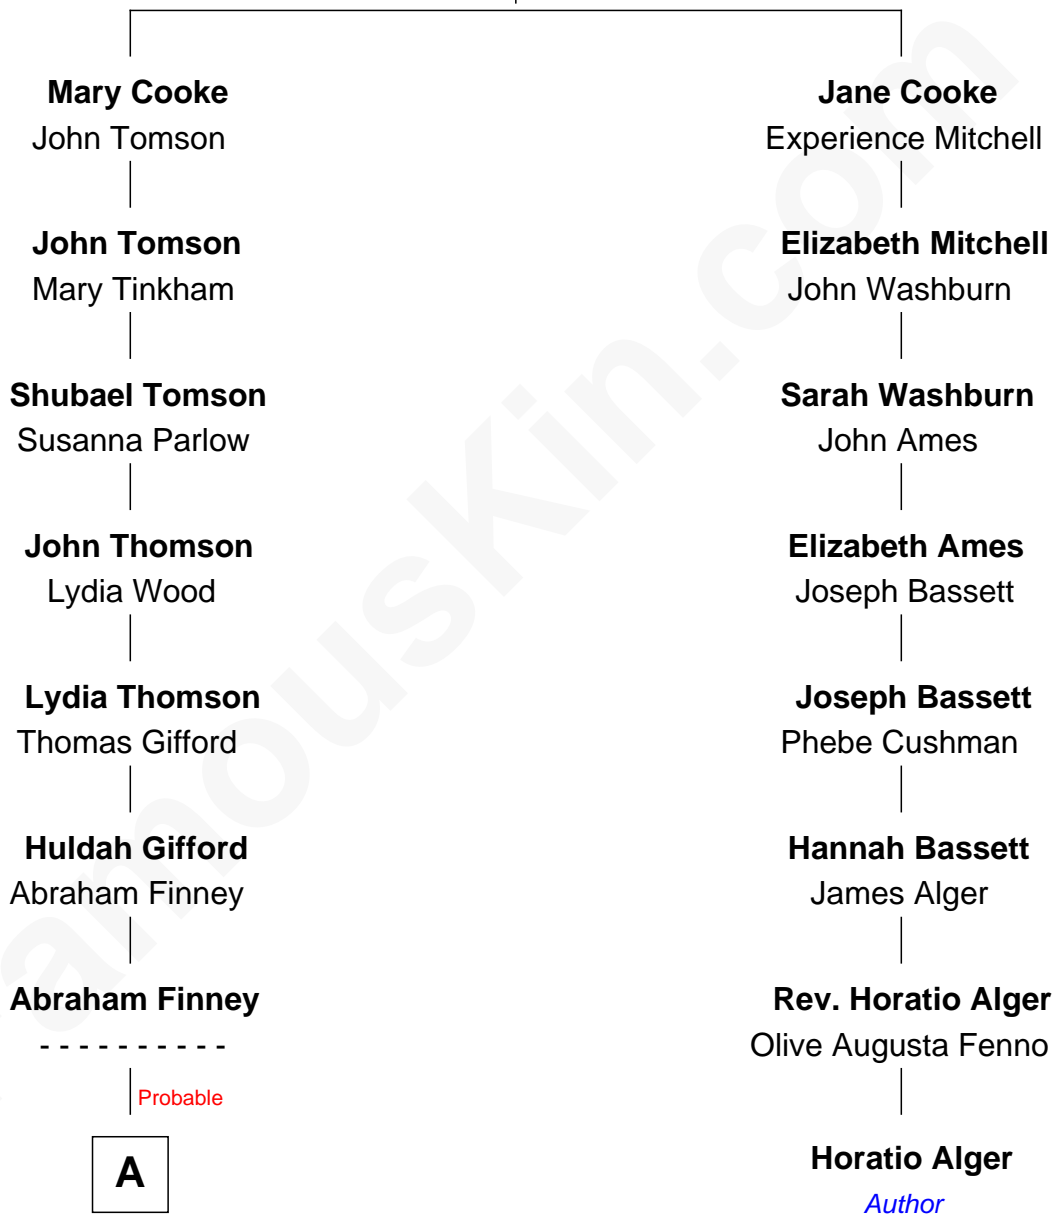 Mary Cooke
John Tomson
John Tomson
Mary Tinkham
Shubael Tomson
Susanna Parlow
John Thomson
Lydia Wood
Lydia Thomson
Thomas Gifford
Huldah Gifford
Abraham Finney
Abraham Finney
- - - - - - - - - -
Probable
A
Jane Cooke
Experience Mitchell
Elizabeth Mitchell
John Washburn
Sarah Washburn
John Ames
Elizabeth Ames
Joseph Bassett
Joseph Bassett
Phebe Cushman
Hannah Bassett
James Alger
Rev. Horatio Alger
Olive Augusta Fenno
Horatio Alger
Author
amouskin.com